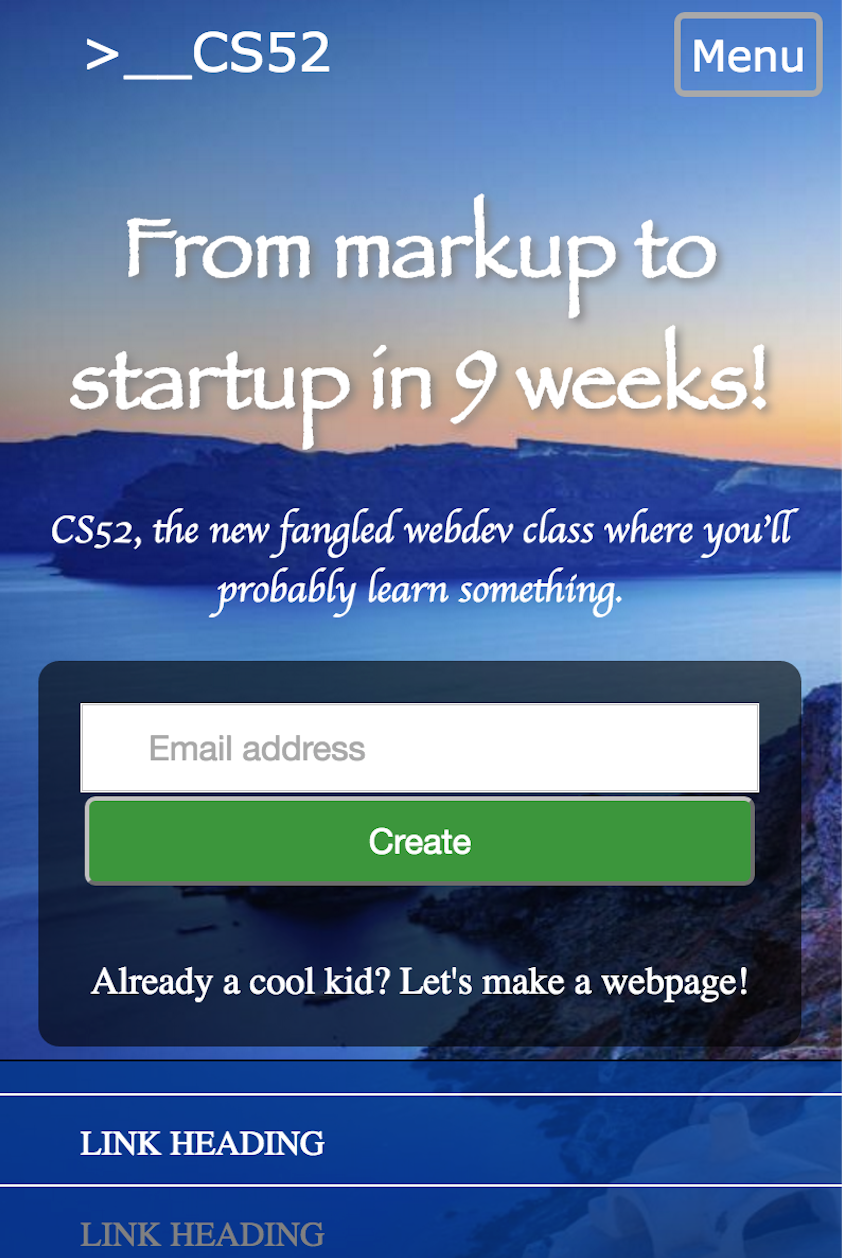 >__CS52
Menu
From markup to
startup in 9 weeks!
CS52, the new fangled webdev class where you'll
probably learn something.
Email address
Create
Already a cool kid? Let's make a webpage!
LINK HEADING
LINK HEADING